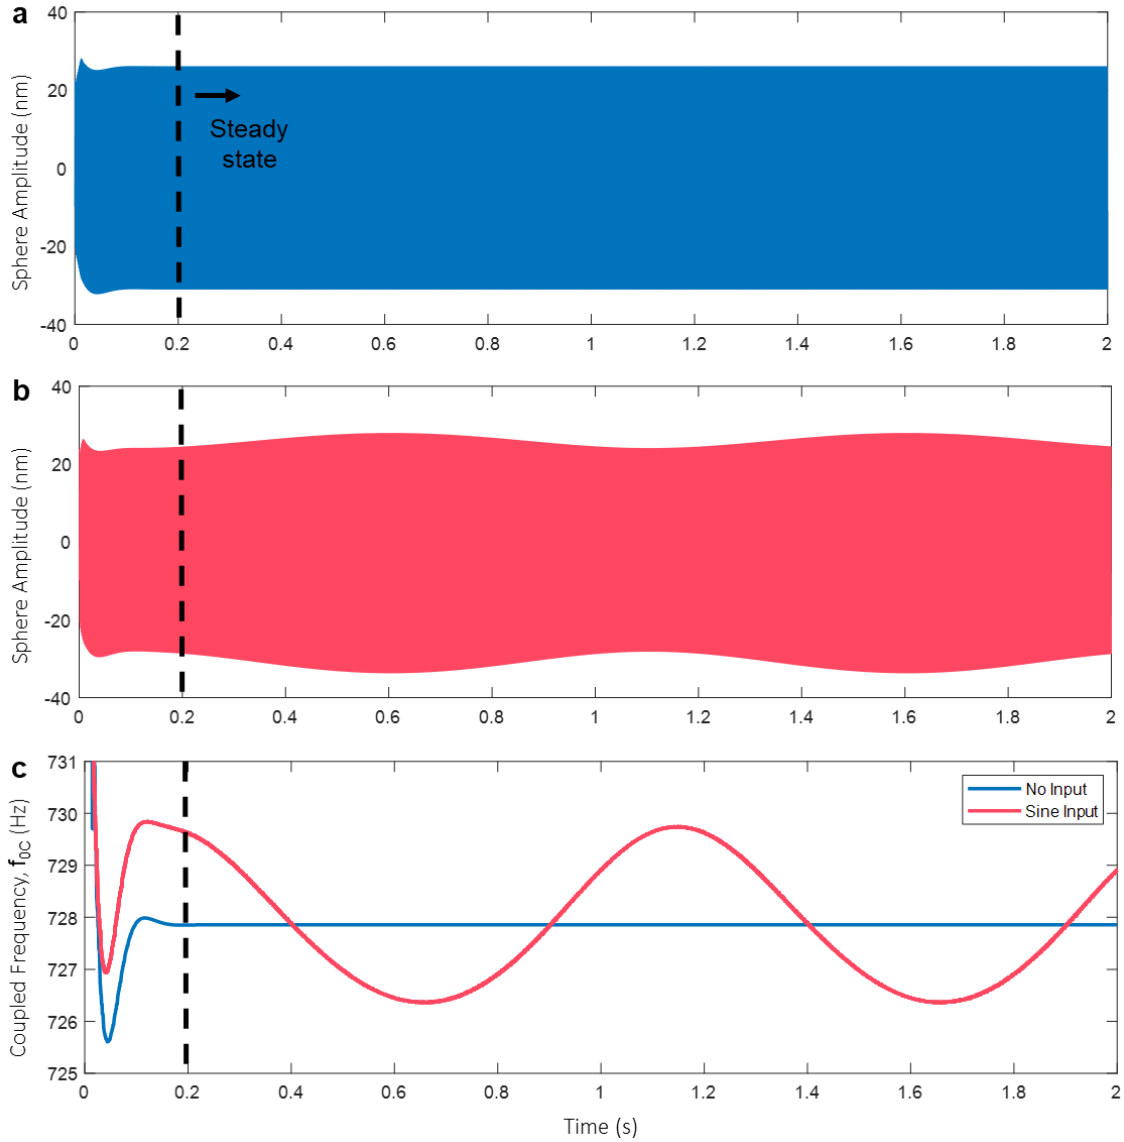 a
Sphere Amplitude (nm)
40
20
0
-20
-40
Steady
state
0 0.2 0.4 0.6 0.8 1 1.2 1.4 1.6 1.8 2
b
Sphere Amplitude (nm)
40
20
0
-20
-40
0 0.2 0.4 0.6 0.8 1 1.2 1.4 1.6 1.8 2
c
Coupled Frequency, f0C (Hz)
731
730
729
728
727
726
725
No Input
Sine Input
0 0.2 0.4 0.6 0.8 1 1.2 1.4 1.6 1.8 2
Time (s)